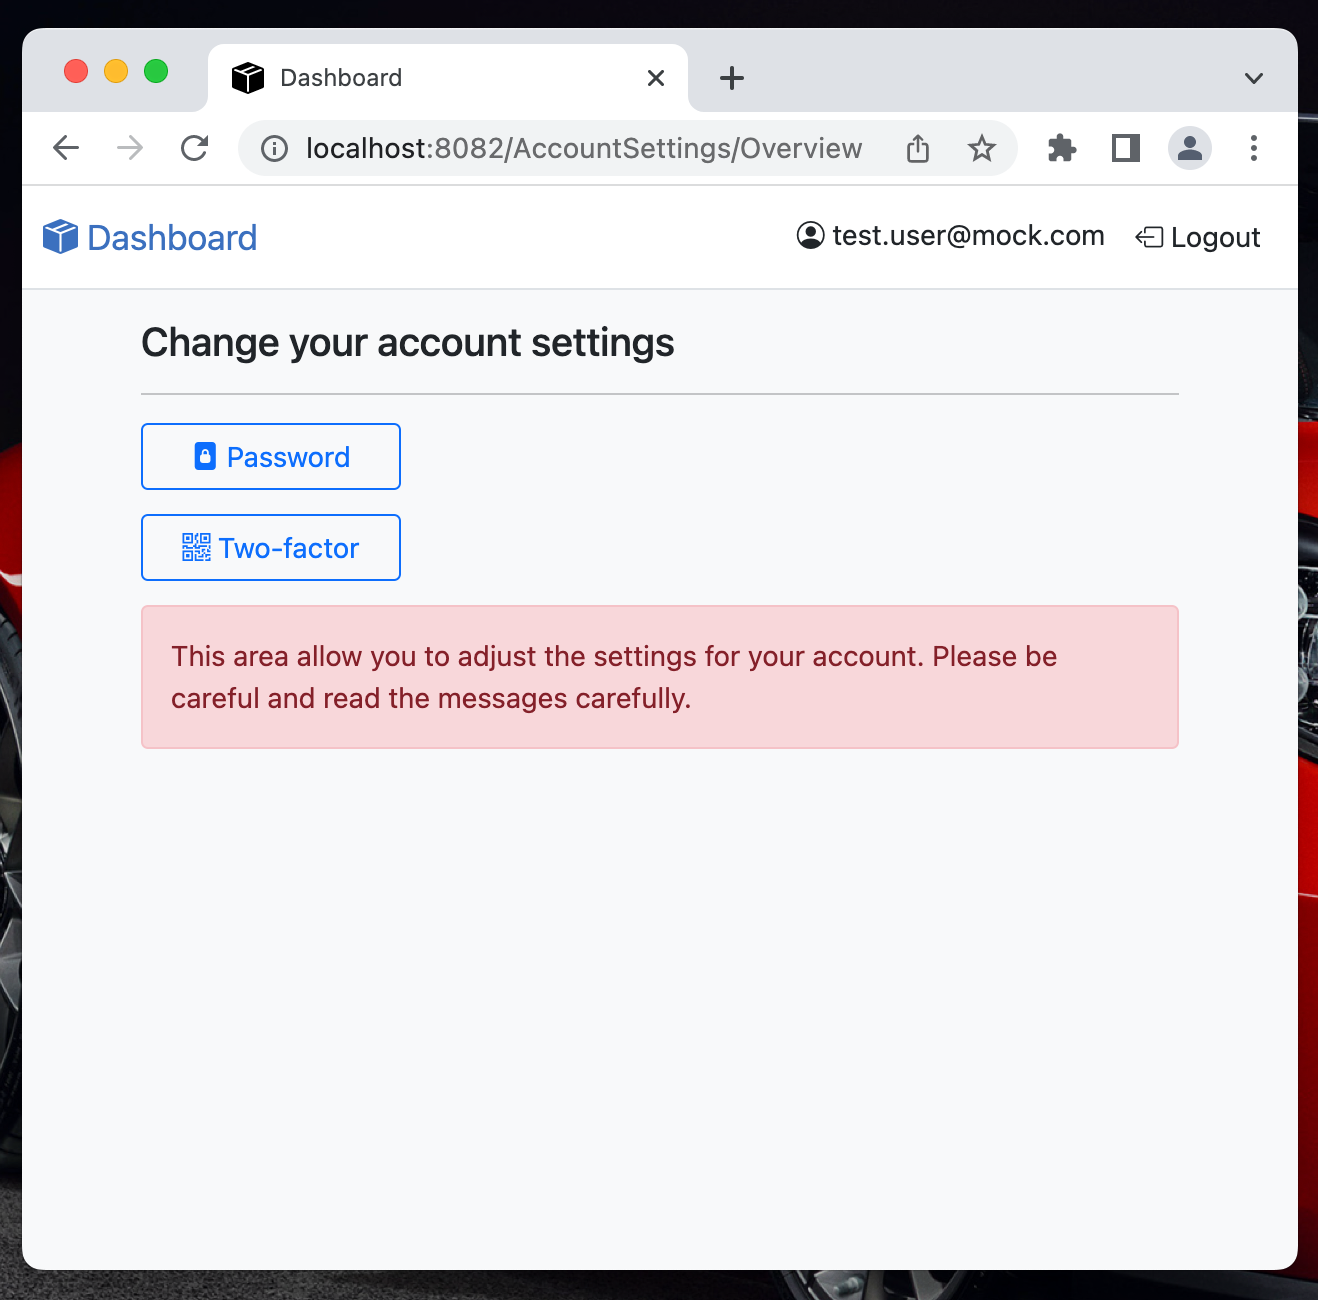 Dashboard
localhost:8082/AccountSettings/Overview
Dashboard
test.user@mock.com
Logout
Change your account settings
Password
Two-factor
This area allow you to adjust the settings for your account. Please be
careful and read the messages carefully.